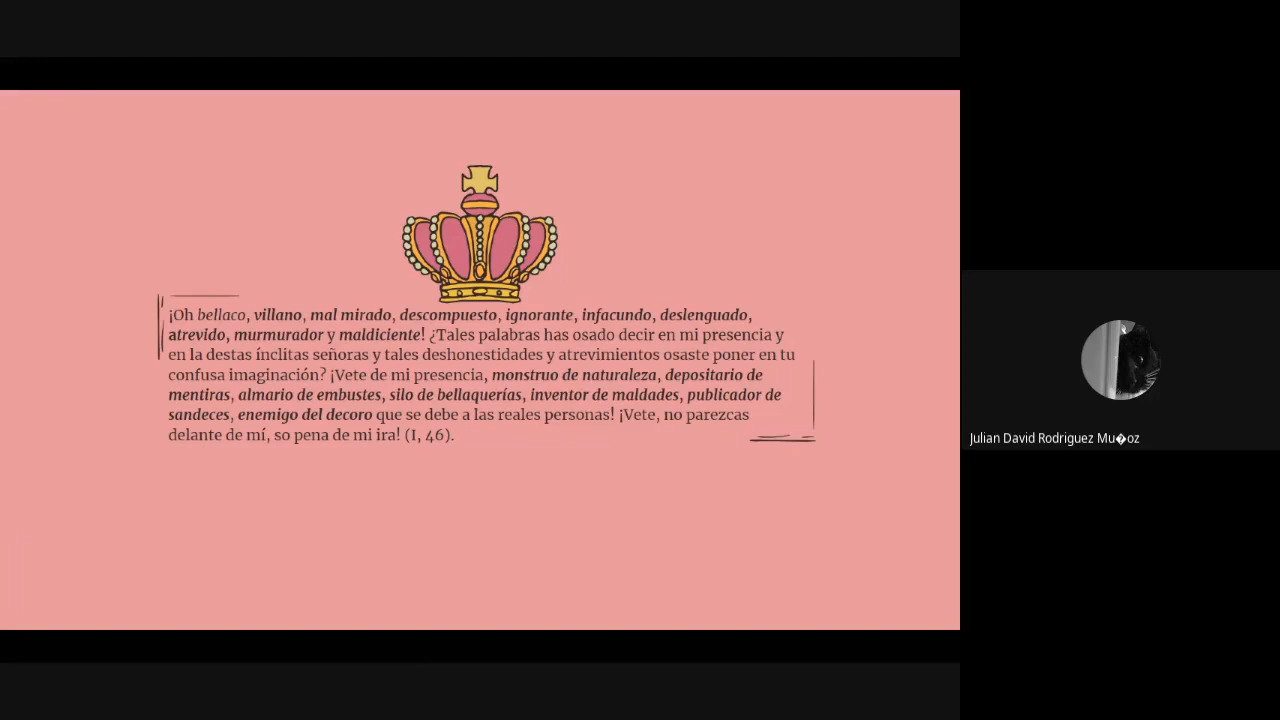 ¡Oh bellaco, villano, mal mirado, descompuesto, ignorante, infacundo, deslenguado,
atrevido, murmurador y maldiciente! ¿Tales palabras has osado decir en mi presencia y
en la destas ínclitas señoras y tales deshonestidades y atrevimientos osaste poner en tu
confusa imaginación? ¡Vete de mi presencia, monstruo de naturaleza, depositario de
mentiras, almario de embustes, silo de bellaquerías, inventor de maldades, publicador de
sandeces, enemigo del decoro que se debe a las reales personas! ¡Vete, no parezcas
delante de mí, so pena de mi ira! (I, 46).
Julian David Rodriguez Mu�oz